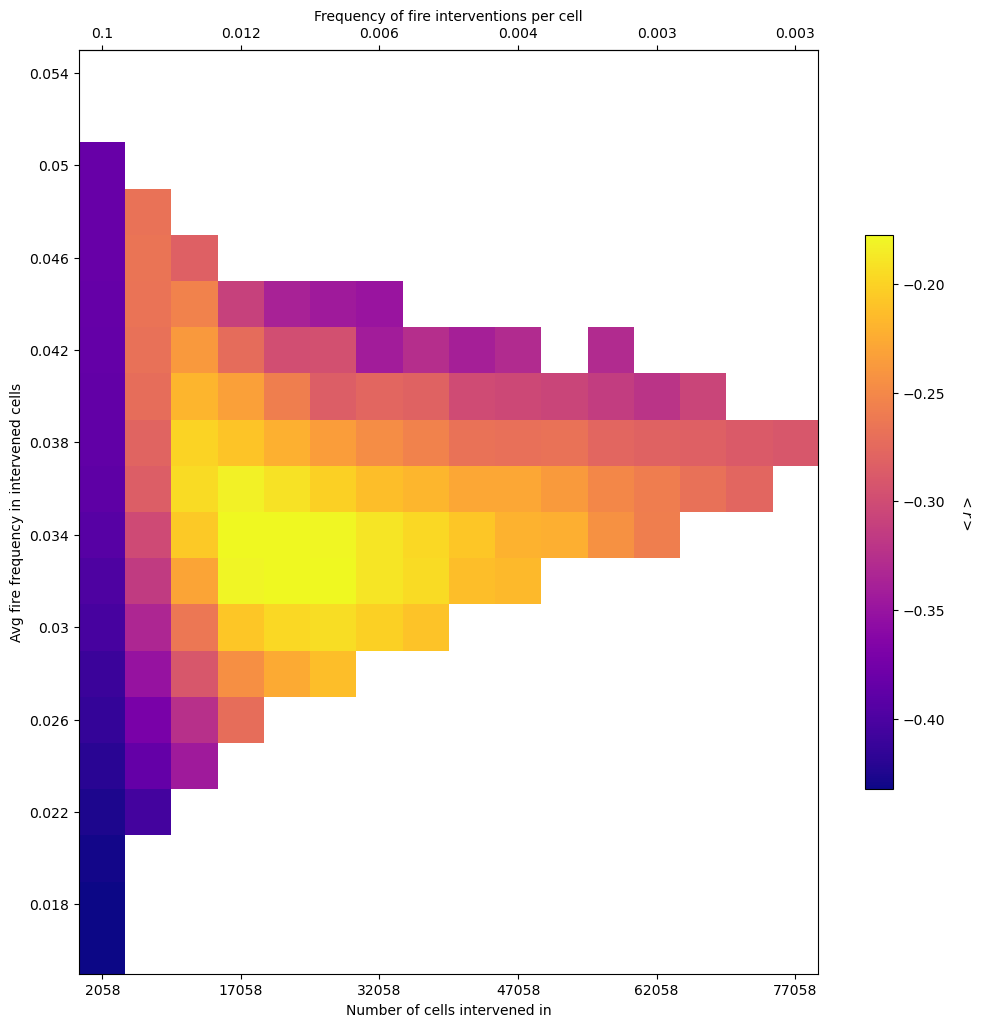 Frequency of fire interventions per cell
0.1 0.012 0.006 0.004 0.003 0.003
0.054
0.05
0.046
0.042
0.038
0.034
0.03
0.026
0.022
0.018
Avg fire frequency in intervened cells
2058 17058 32058 47058 62058 77058
Number of cells intervened in
−0.20
−0.25
−0.30
−0.35
−0.40
< r >